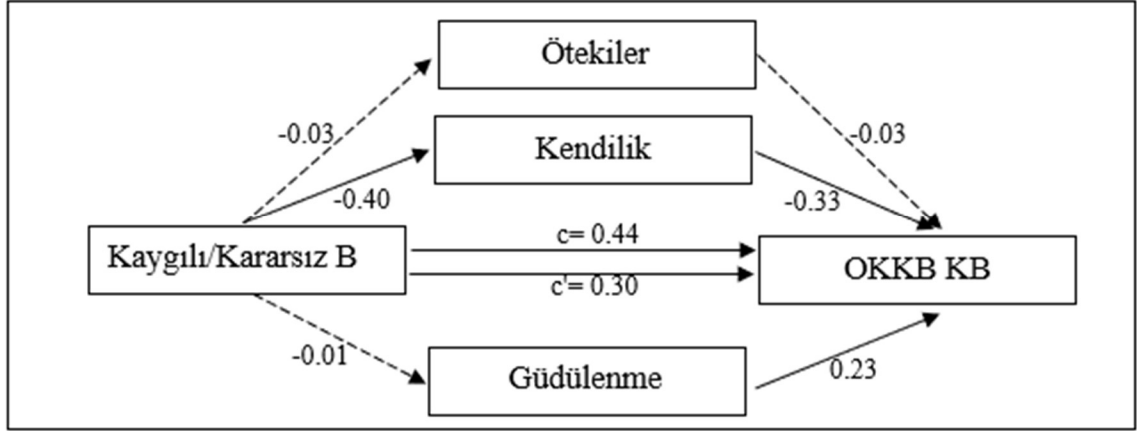 Ötekiler
-0.03
-0.03
Kendilik
-0.40
-0.33
Kaygılı/Kararsız B
c= 0.44
c'= 0.30
OKKB KB
-0.01
Güdülenme
0.23